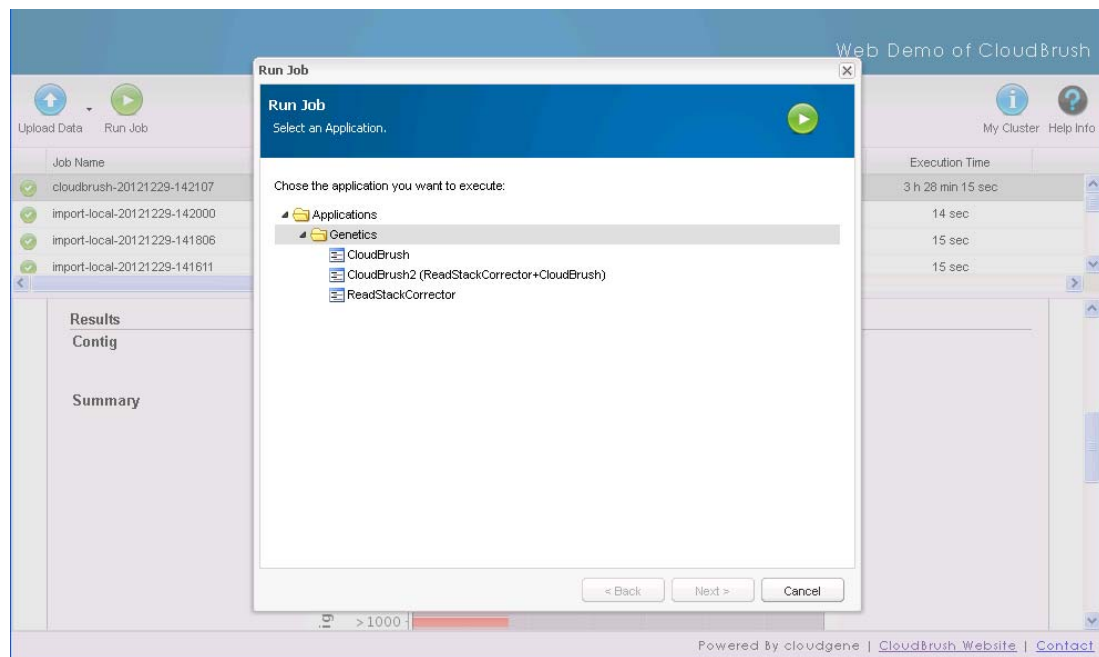 Web Demo of CloudBrush
Run Job
Run Job
Select an Application.
Upload Data
Run Job
My Cluster
Help Info
Job Name
Execution Time
cloudbrush-20121229-142107
3 h 28 min 15 sec
import-local-20121229-142000
14 sec
import-local-20121229-141806
15 sec
import-local-20121229-141611
15 sec
Chose the application you want to execute:
Applications
Genetics
CloudBrush
CloudBrush2 (ReadStackCorrector+CloudBrush)
ReadStackCorrector
Results
Contig
Summary
< Back
Next >
Cancel
>1000
Powered By cloudgene | CloudBrush Website | Contact